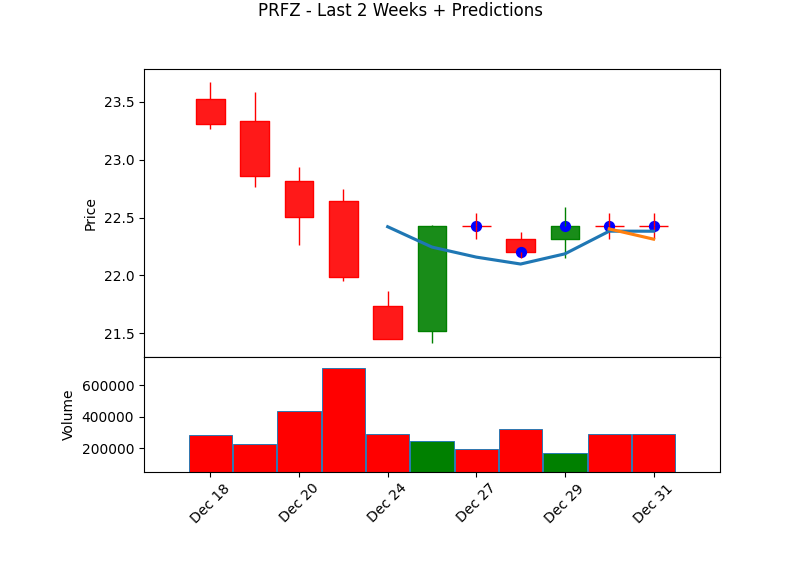 PRFZ - Last 2 Weeks + Predictions
Price
23.5
23.0
22.5
22.0
21.5
Volume
600000
400000
200000
Dec 18
Dec 20
Dec 24
Dec 27
Dec 29
Dec 31